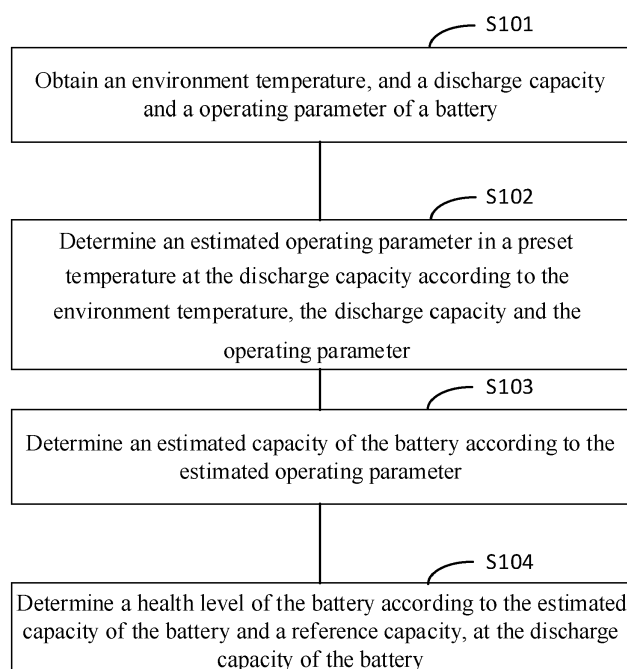 S101
Obtain an environment temperature, and a discharge capacity
and a operating parameter of a battery
S102
Determine an estimated operating parameter in a preset
temperature at the discharge capacity according to the
environment temperature, the discharge capacity and the
operating parameter
S103
Determine an estimated capacity of the battery according to the
estimated operating parameter
S104
Determine a health level of the battery according to the estimated
capacity of the battery and a reference capacity, at the discharge
capacity of the battery